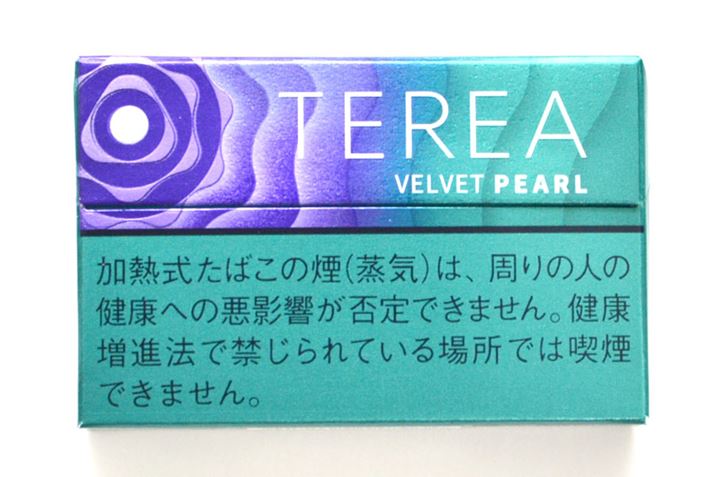 TEREA
VELVET PEARL
加熱式たばこの煙(蒸気)は、周りの人の
健康への悪影響が否定できません。健康
増進法で禁じられている場所では喫煙
できません。